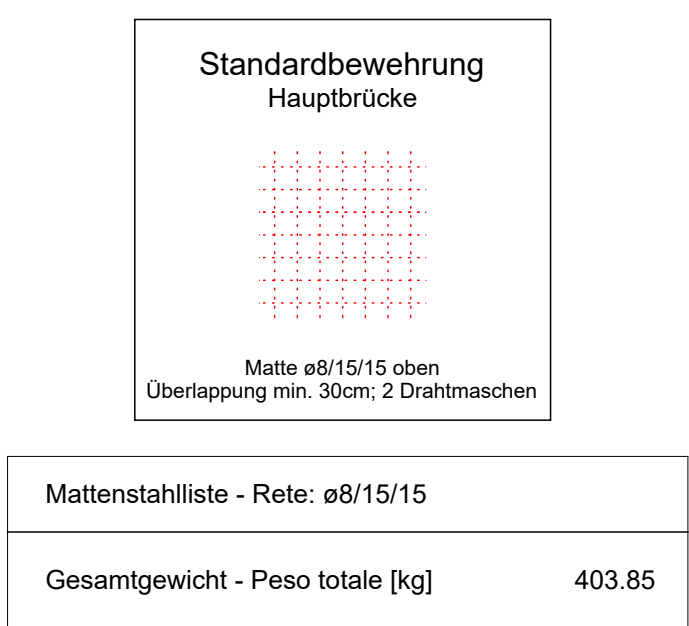 Standardbewehrung
Hauptbrücke
Matte ø8/15/15 oben
Überlappung min. 30cm; 2 Drahtmaschen
Mattenstahlliste - Rete: ø8/15/15
Gesamtgewicht - Peso totale [kg] 403.85